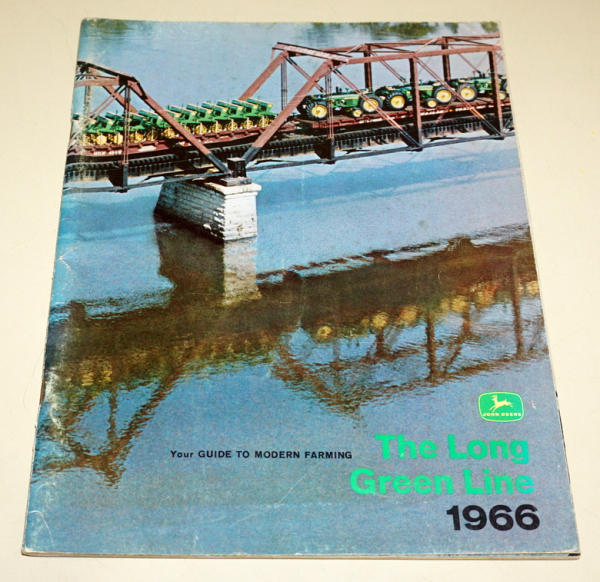 JOHN DEERE
Your GUIDE TO MODERN FARMING
The Long
Green Line
1966